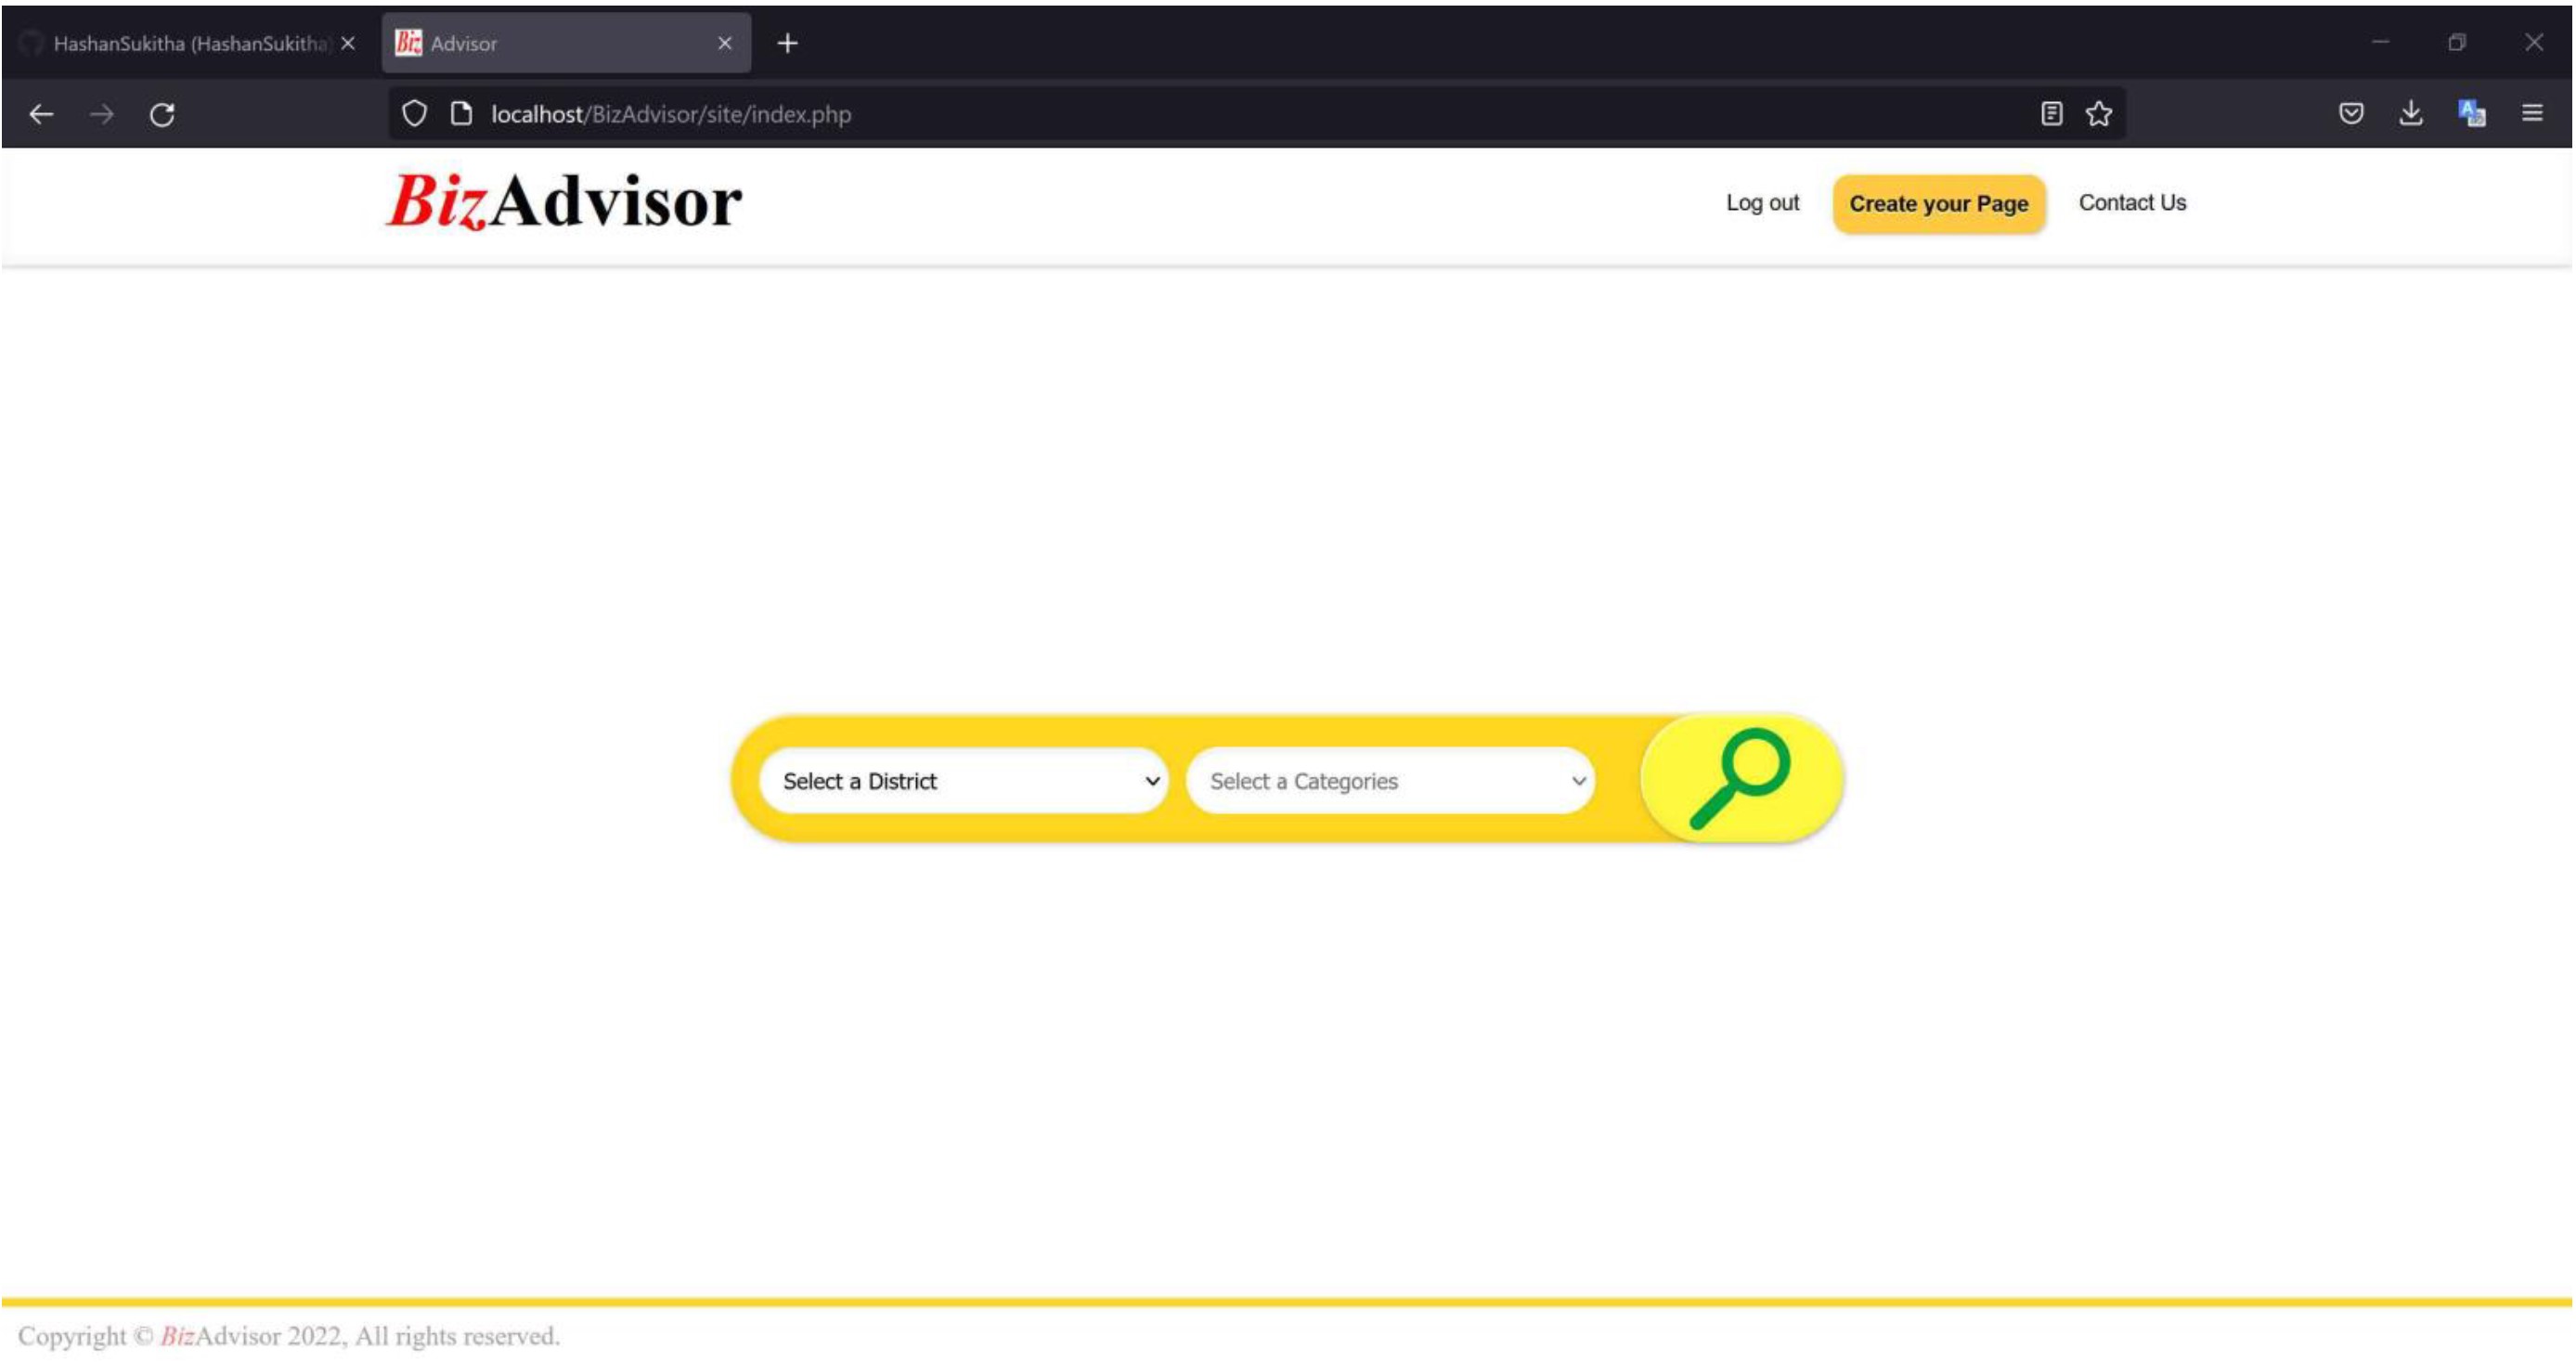 HashanSukitha (HashanSukitha)
Biz Advisor
localhost/BizAdvisor/site/index.php
BizAdvisor
Log out
Create your Page
Contact Us
Select a District
Select a Categories
Copyright © BizAdvisor 2022, All rights reserved.